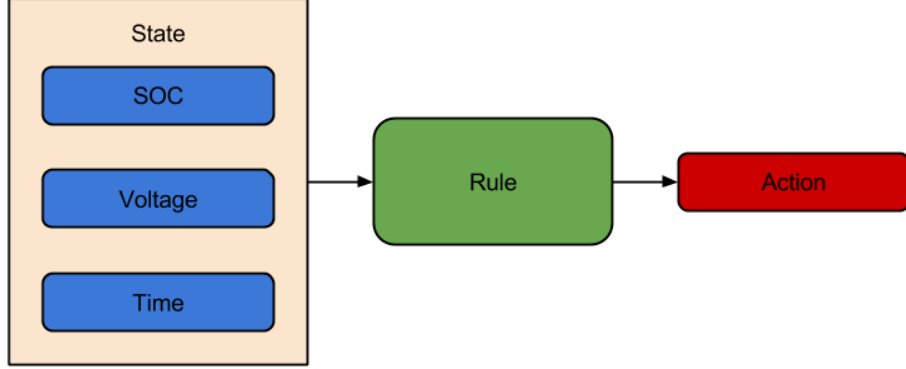 State
SOC
Voltage
Time
Rule
Action